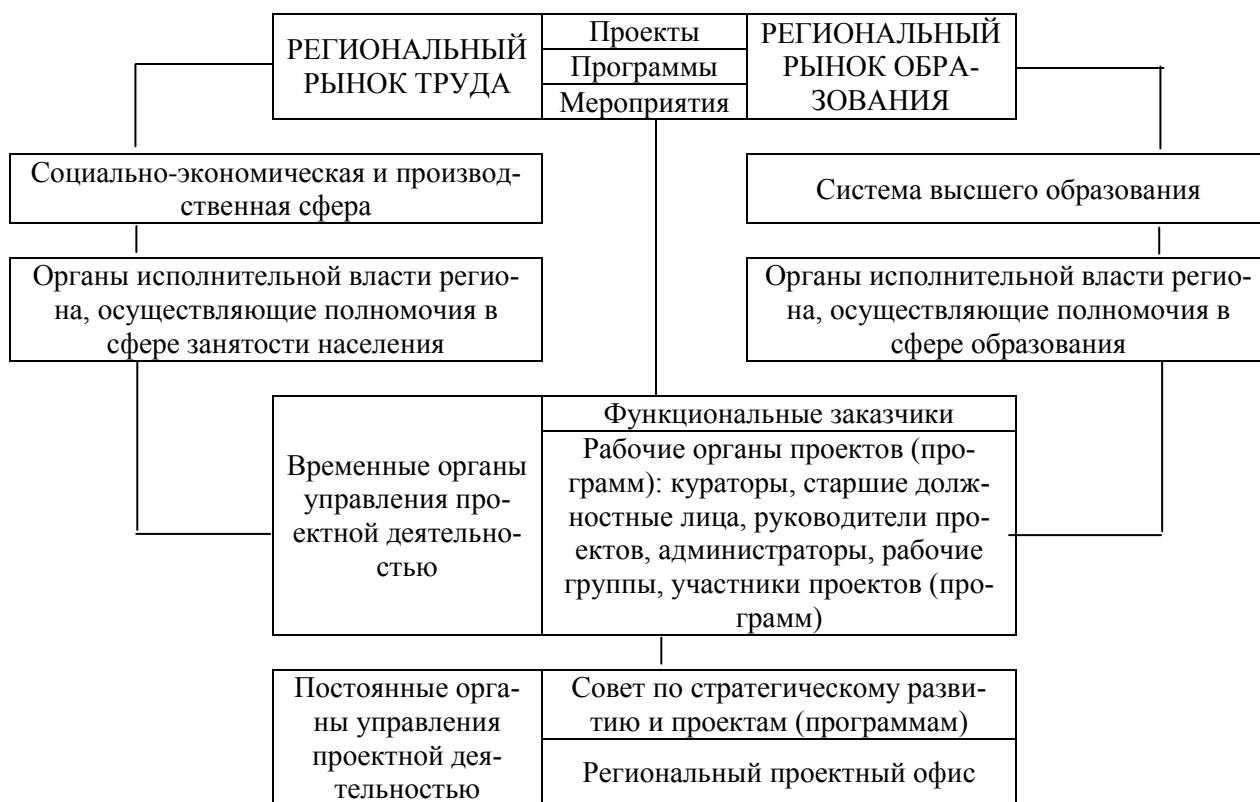 РЕГИОНАЛЬНЫЙ
РЫНОК ТРУДА
Проекты
Программы
Мероприятия
РЕГИОНАЛЬНЫЙ
РЫНОК ОБРА-
ЗОВАНИЯ
Социально-экономическая и производ-
ственная сфера
Система высшего образования
Органы исполнительной власти регио-
на, осуществляющие полномочия в
сфере занятости населения
Органы исполнительной власти регио-
на, осуществляющие полномочия в
сфере образования
Временные органы
управления про-
ектной деятельно-
стью
Функциональные заказчики
Рабочие органы проектов (про-
грамм): кураторы, старшие долж-
ностные лица, руководители про-
ектов, администраторы, рабочие
группы, участники проектов (про-
грамм)
Постоянные орга-
ны управления
проектной дея-
тельностью
Совет по стратегическому разви-
тию и проектам (программам)
Региональный проектный офис